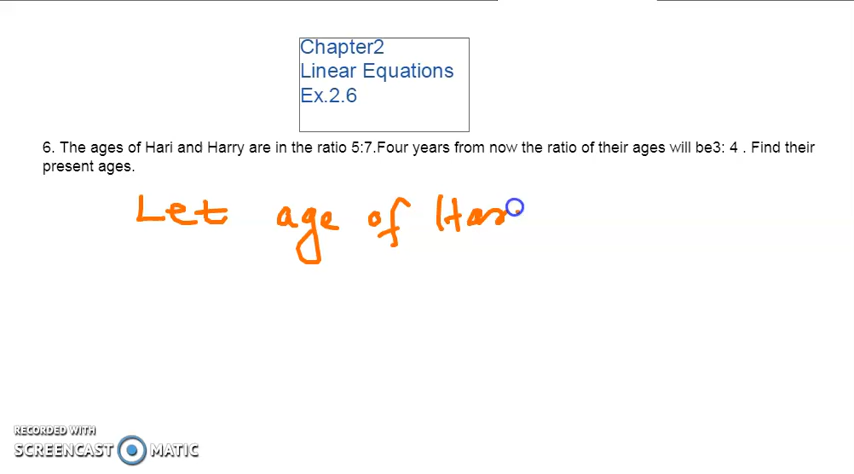 Chapter2
Linear Equations
Ex.2.6
6. The ages of Hari and Harry are in the ratio 5:7.Four years from now the ratio of their ages will be3: 4 . Find their
present ages.
Let age of Har
RECORDED WITH
SCREENCAST MATIC